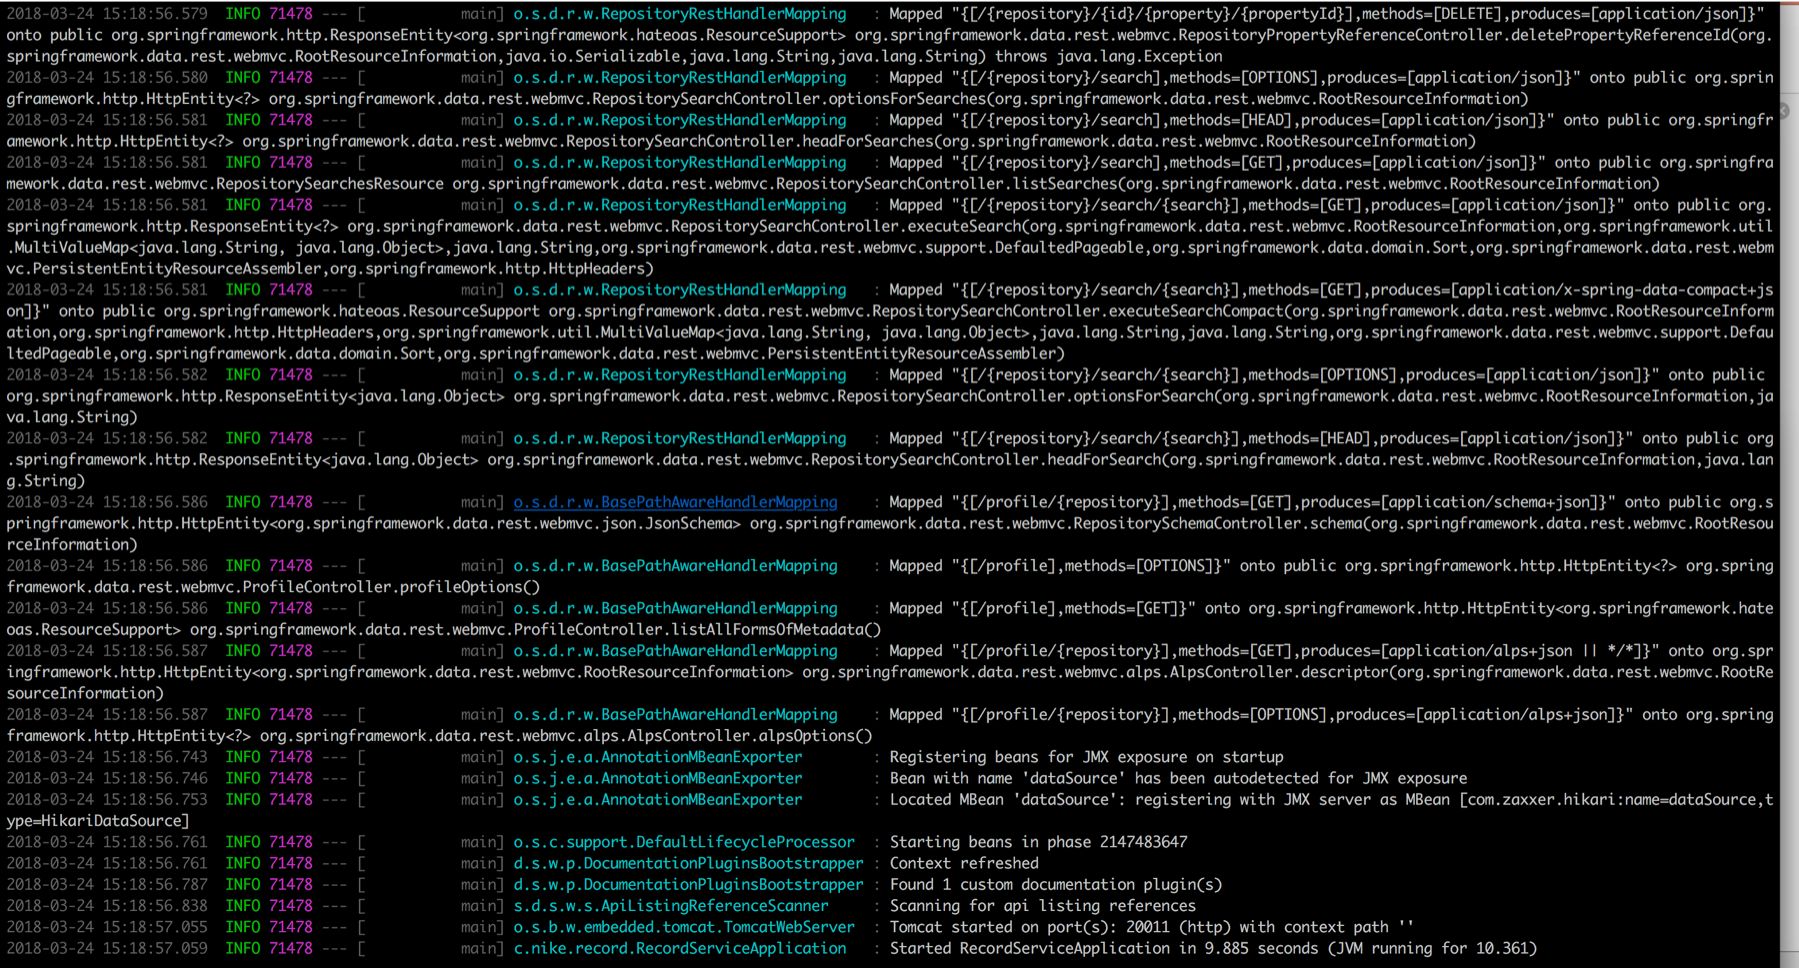 2018-03-24 15:18:56.579  INFO 71478 --- [           main] o.s.d.r.w.RepositoryRestHandlerMapping   : Mapped "{[/{repository}/{id}/{property}/{propertyId}],methods=[DELETE],produces=[application/json]}"
onto public org.springframework.http.ResponseEntity<org.springframework.hateoas.ResourceSupport> org.springframework.data.rest.webmvc.RepositoryPropertyReferenceController.deletePropertyReferenceId(org.
springframework.data.rest.webmvc.RootResourceInformation,java.io.Serializable,java.lang.String,java.lang.String) throws java.lang.Exception
2018-03-24 15:18:56.580  INFO 71478 --- [           main] o.s.d.r.w.RepositoryRestHandlerMapping   : Mapped "{[/{repository}/search],methods=[OPTIONS],produces=[application/json]}" onto public org.sprin
gframework.http.HttpEntity<?> org.springframework.data.rest.webmvc.RepositorySearchController.optionsForSearches(org.springframework.data.rest.webmvc.RootResourceInformation)
2018-03-24 15:18:56.581  INFO 71478 --- [           main] o.s.d.r.w.RepositoryRestHandlerMapping   : Mapped "{[/{repository}/search],methods=[HEAD],produces=[application/json]}" onto public org.springfr
amework.http.HttpEntity<?> org.springframework.data.rest.webmvc.RepositorySearchController.headForSearches(org.springframework.data.rest.webmvc.RootResourceInformation)
2018-03-24 15:18:56.581  INFO 71478 --- [           main] o.s.d.r.w.RepositoryRestHandlerMapping   : Mapped "{[/{repository}/search],methods=[GET],produces=[application/json]}" onto public org.springfra
mework.data.rest.webmvc.RepositorySearchesResource org.springframework.data.rest.webmvc.RepositorySearchController.listSearches(org.springframework.data.rest.webmvc.RootResourceInformation)
2018-03-24 15:18:56.581  INFO 71478 --- [           main] o.s.d.r.w.RepositoryRestHandlerMapping   : Mapped "{[/{repository}/search/{search}],methods=[GET],produces=[application/json]}" onto public org.
springframework.http.ResponseEntity<?> org.springframework.data.rest.webmvc.RepositorySearchController.executeSearch(org.springframework.data.rest.webmvc.RootResourceInformation,org.springframework.util
.MultiValueMap<java.lang.String, java.lang.Object>,java.lang.String,org.springframework.data.rest.webmvc.support.DefaultedPageable,org.springframework.data.domain.Sort,org.springframework.data.rest.webm
vc.PersistentEntityResourceAssembler,org.springframework.http.HttpHeaders)
2018-03-24 15:18:56.581  INFO 71478 --- [           main] o.s.d.r.w.RepositoryRestHandlerMapping   : Mapped "{[/{repository}/search/{search}],methods=[GET],produces=[application/x-spring-data-compact+js
on]}" onto public org.springframework.hateoas.ResourceSupport org.springframework.data.rest.webmvc.RepositorySearchController.executeSearchCompact(org.springframework.data.rest.webmvc.RootResourceInform
ation,org.springframework.http.HttpHeaders,org.springframework.util.MultiValueMap<java.lang.String, java.lang.Object>,java.lang.String,java.lang.String,org.springframework.data.rest.webmvc.support.Defau
ltedPageable,org.springframework.data.domain.Sort,org.springframework.data.rest.webmvc.PersistentEntityResourceAssembler)
2018-03-24 15:18:56.582  INFO 71478 --- [           main] o.s.d.r.w.RepositoryRestHandlerMapping   : Mapped "{[/{repository}/search/{search}],methods=[OPTIONS],produces=[application/json]}" onto public
org.springframework.http.ResponseEntity<java.lang.Object> org.springframework.data.rest.webmvc.RepositorySearchController.optionsForSearch(org.springframework.data.rest.webmvc.RootResourceInformation,ja
va.lang.String)
2018-03-24 15:18:56.582  INFO 71478 --- [           main] o.s.d.r.w.RepositoryRestHandlerMapping   : Mapped "{[/{repository}/search/{search}],methods=[HEAD],produces=[application/json]}" onto public org
.springframework.http.ResponseEntity<java.lang.Object> org.springframework.data.rest.webmvc.RepositorySearchController.headForSearch(org.springframework.data.rest.webmvc.RootResourceInformation,java.lan
g.String)
2018-03-24 15:18:56.586  INFO 71478 --- [           main] o.s.d.r.w.BasePathAwareHandlerMapping    : Mapped "{[/profile/{repository}],methods=[GET],produces=[application/schema+json]}" onto public org.s
pringframework.http.HttpEntity<org.springframework.data.rest.webmvc.json.JsonSchema> org.springframework.data.rest.webmvc.RepositorySchemaController.schema(org.springframework.data.rest.webmvc.RootResou
rceInformation)
2018-03-24 15:18:56.586  INFO 71478 --- [           main] o.s.d.r.w.BasePathAwareHandlerMapping    : Mapped "{[/profile],methods=[OPTIONS]}" onto public org.springframework.http.HttpEntity<?> org.spring
framework.data.rest.webmvc.ProfileController.profileOptions()
2018-03-24 15:18:56.586  INFO 71478 --- [           main] o.s.d.r.w.BasePathAwareHandlerMapping    : Mapped "{[/profile],methods=[GET]}" onto org.springframework.http.HttpEntity<org.springframework.hate
oas.ResourceSupport> org.springframework.data.rest.webmvc.ProfileController.listAllFormsOfMetadata()
2018-03-24 15:18:56.587  INFO 71478 --- [           main] o.s.d.r.w.BasePathAwareHandlerMapping    : Mapped "{[/profile/{repository}],methods=[GET],produces=[application/alps+json || */*]}" onto org.spr
ingframework.http.HttpEntity<org.springframework.data.rest.webmvc.RootResourceInformation> org.springframework.data.rest.webmvc.alps.AlpsController.descriptor(org.springframework.data.rest.webmvc.RootRe
sourceInformation)
2018-03-24 15:18:56.587  INFO 71478 --- [           main] o.s.d.r.w.BasePathAwareHandlerMapping    : Mapped "{[/profile/{repository}],methods=[OPTIONS],produces=[application/alps+json]}" onto org.spring
framework.http.HttpEntity<?> org.springframework.data.rest.webmvc.alps.AlpsController.alpsOptions()
2018-03-24 15:18:56.743  INFO 71478 --- [           main] o.s.j.e.a.AnnotationMBeanExporter        : Registering beans for JMX exposure on startup
2018-03-24 15:18:56.746  INFO 71478 --- [           main] o.s.j.e.a.AnnotationMBeanExporter        : Bean with name 'dataSource' has been autodetected for JMX exposure
2018-03-24 15:18:56.753  INFO 71478 --- [           main] o.s.j.e.a.AnnotationMBeanExporter        : Located MBean 'dataSource': registering with JMX server as MBean [com.zaxxer.hikari:name=dataSource,t
ype=HikariDataSource]
2018-03-24 15:18:56.761  INFO 71478 --- [           main] o.s.c.support.DefaultLifecycleProcessor  : Starting beans in phase 2147483647
2018-03-24 15:18:56.761  INFO 71478 --- [           main] d.s.w.p.DocumentationPluginsBootstrapper : Context refreshed
2018-03-24 15:18:56.787  INFO 71478 --- [           main] d.s.w.p.DocumentationPluginsBootstrapper : Found 1 custom documentation plugin(s)
2018-03-24 15:18:56.838  INFO 71478 --- [           main] s.d.s.w.s.ApiListingReferenceScanner     : Scanning for api listing references
2018-03-24 15:18:57.055  INFO 71478 --- [           main] o.s.b.w.embedded.tomcat.TomcatWebServer  : Tomcat started on port(s): 20011 (http) with context path ''
2018-03-24 15:18:57.059  INFO 71478 --- [           main] c.nike.record.RecordServiceApplication   : Started RecordServiceApplication in 9.885 seconds (JVM running for 10.361)